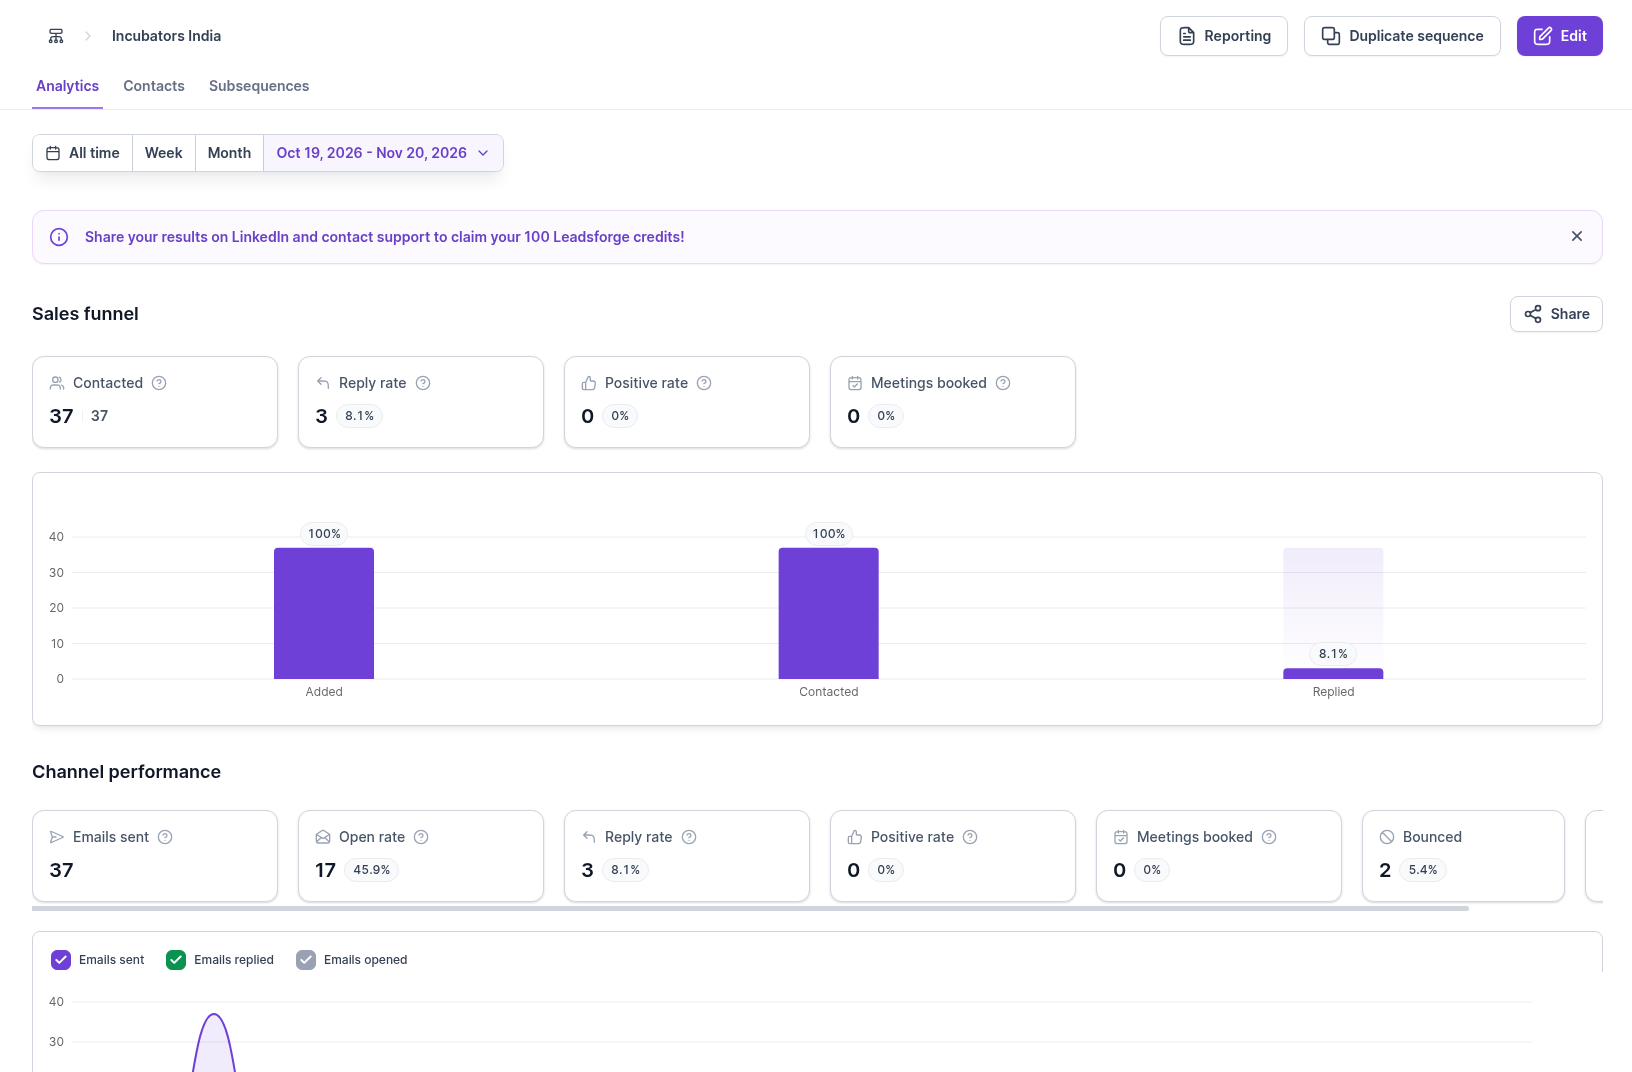 Incubators India
Reporting
Duplicate sequence
Edit
Analytics
Contacts
Subsequences
All time
Week
Month
Oct 19, 2026 - Nov 20, 2026
Share your results on LinkedIn and contact support to claim your 100 Leadsforge credits!
Sales funnel
Share
Contacted
37 37
Reply rate
3 8.1%
Positive rate
0 0%
Meetings booked
0 0%
40
30
20
10
0
100%
100%
8.1%
Added
Contacted
Replied
Channel performance
Emails sent
37
Open rate
17 45.9%
Reply rate
3 8.1%
Positive rate
0 0%
Meetings booked
0 0%
Bounced
2 5.4%
Emails sent
Emails replied
Emails opened
40
30